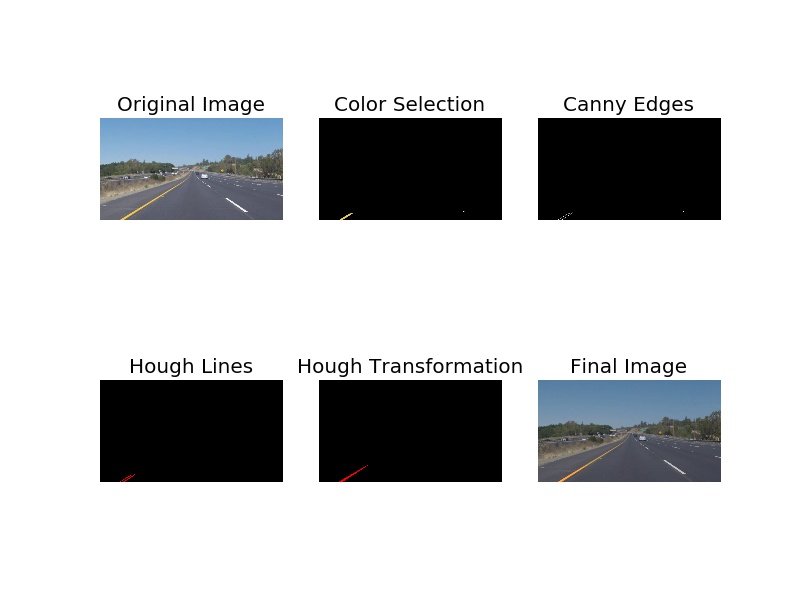 Original Image
Color Selection
Canny Edges
Hough Lines
Hough Transformation
Final Image